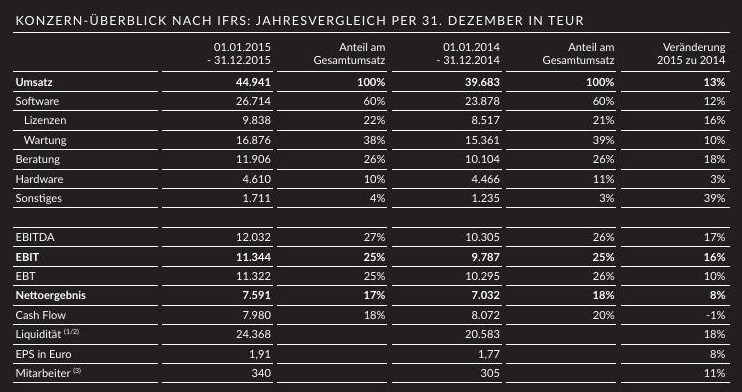 KONZERN-ÜBERBLICK NACH IFRS: JAHRESVERGLEICH PER 31. DEZEMBER IN TEUR
01.01.2015 - 31.12.2015 Anteil am Gesamtumsatz 01.01.2014 - 31.12.2014 Anteil am Gesamtumsatz Veränderung 2015 zu 2014
Umsatz 44.941 100% 39.683 100% 13%
Software 26.714 60% 23.878 60% 12%
Lizenzen 9.838 22% 8.517 21% 16%
Wartung 16.876 38% 15.361 39% 10%
Beratung 11.906 26% 10.104 26% 18%
Hardware 4.610 10% 4.466 11% 3%
Sonstiges 1.711 4% 1.235 3% 39%
EBITDA 12.032 27% 10.305 26% 17%
EBIT 11.344 25% 9.787 25% 16%
EBT 11.322 25% 10.295 26% 10%
Nettoergebnis 7.591 17% 7.032 18% 8%
Cash Flow 7.980 18% 8.072 20% -1%
Liquidität (1/2) 24.368 20.583 18%
EPS in Euro 1,91 1,77 8%
Mitarbeiter (3) 340 305 11%